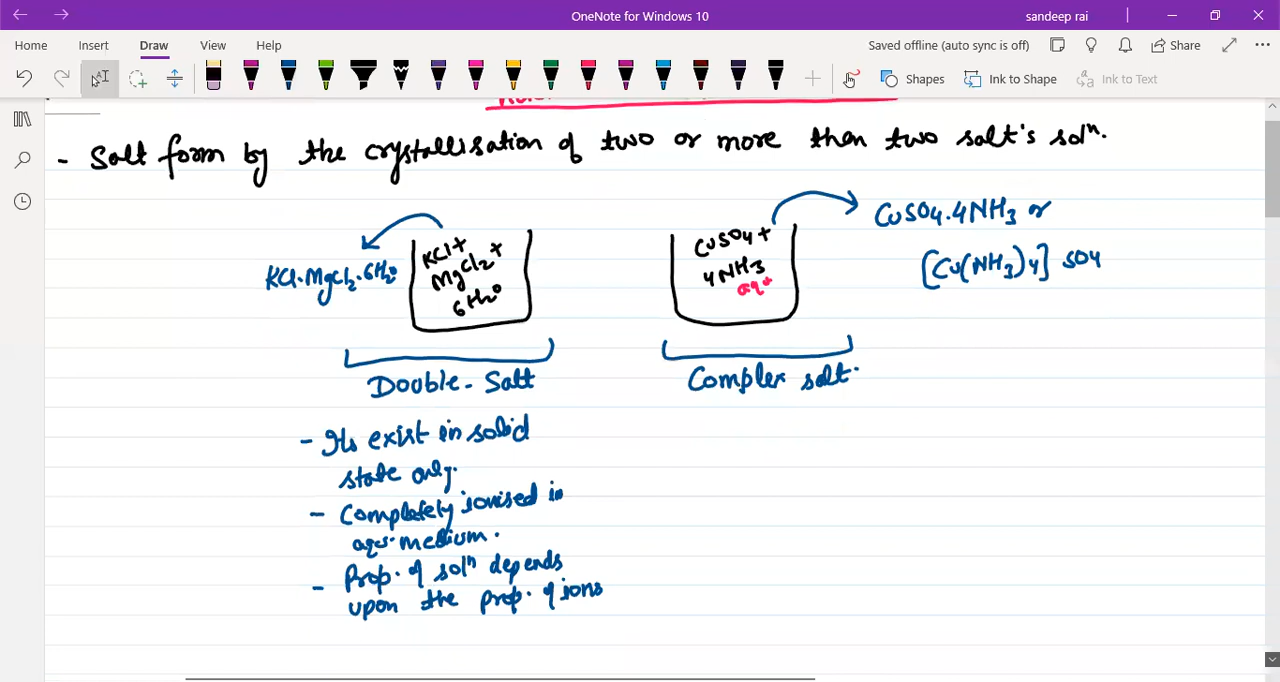 OneNote for Windows 10
sandeep rai
Home Insert Draw View Help
Saved offline (auto sync is off)
Share
Shapes
Ink to Shape
Ink to Text
- Salt form by the crystallisation of two or more then two salt's solⁿ.
CuSO4.4NH3 or
[Cu(NH3)4] SO4
KCl+
MgCl2+
6H2O
KCl.MgCl2.6H2O
CuSO4+
4NH3
aq.
Double-Salt
Complex salt.
- Its exist in solid
state only.
- Completely ionised in
aqs. medium.
- Prop. of solⁿ depends
upon the prop. of ions